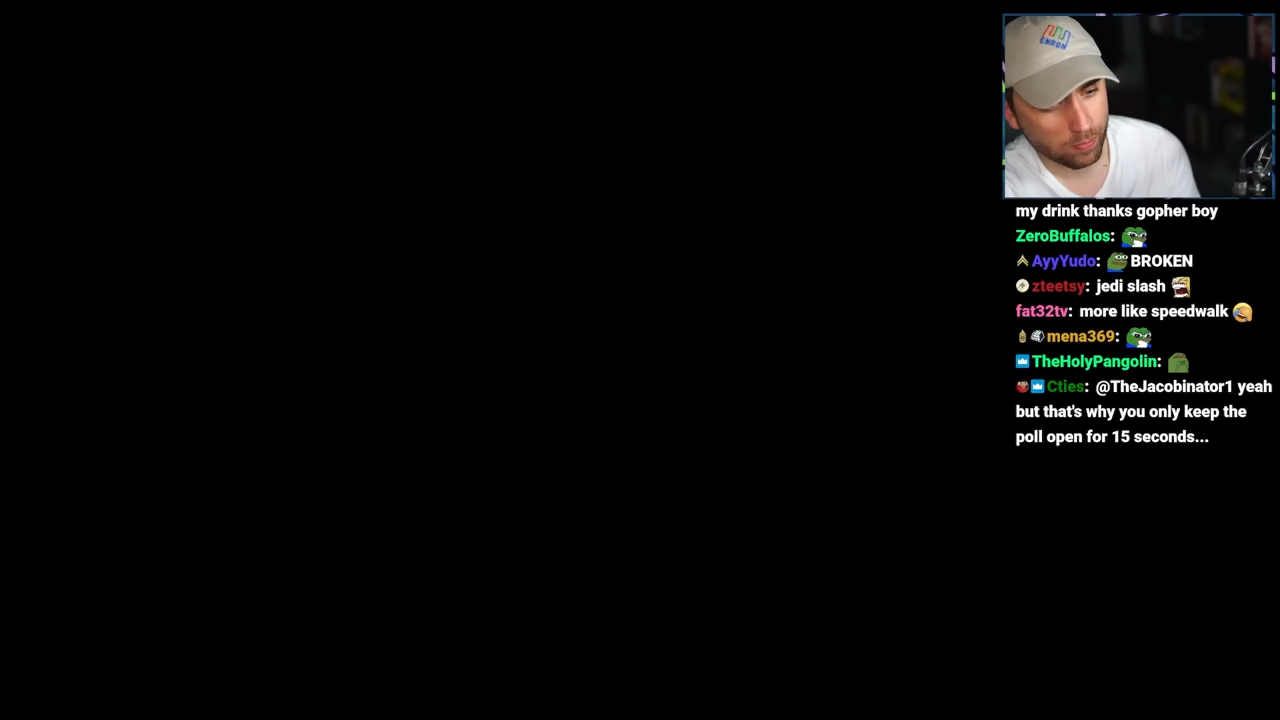 ENRON
my drink thanks gopher boy
ZeroBuffalos:
AyyYudo: BROKEN
zteetsy: jedi slash
fat32tv: more like speedwalk
mena369:
TheHolyPangolin:
Cties: @TheJacobinator1 yeah
but that's why you only keep the
poll open for 15 seconds...